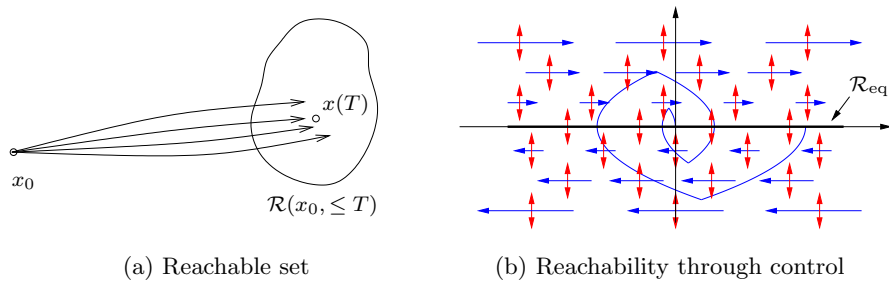 x(T)
x₀
ℛ(x₀, ≤ T)
(a) Reachable set
ℛeq
(b) Reachability through control